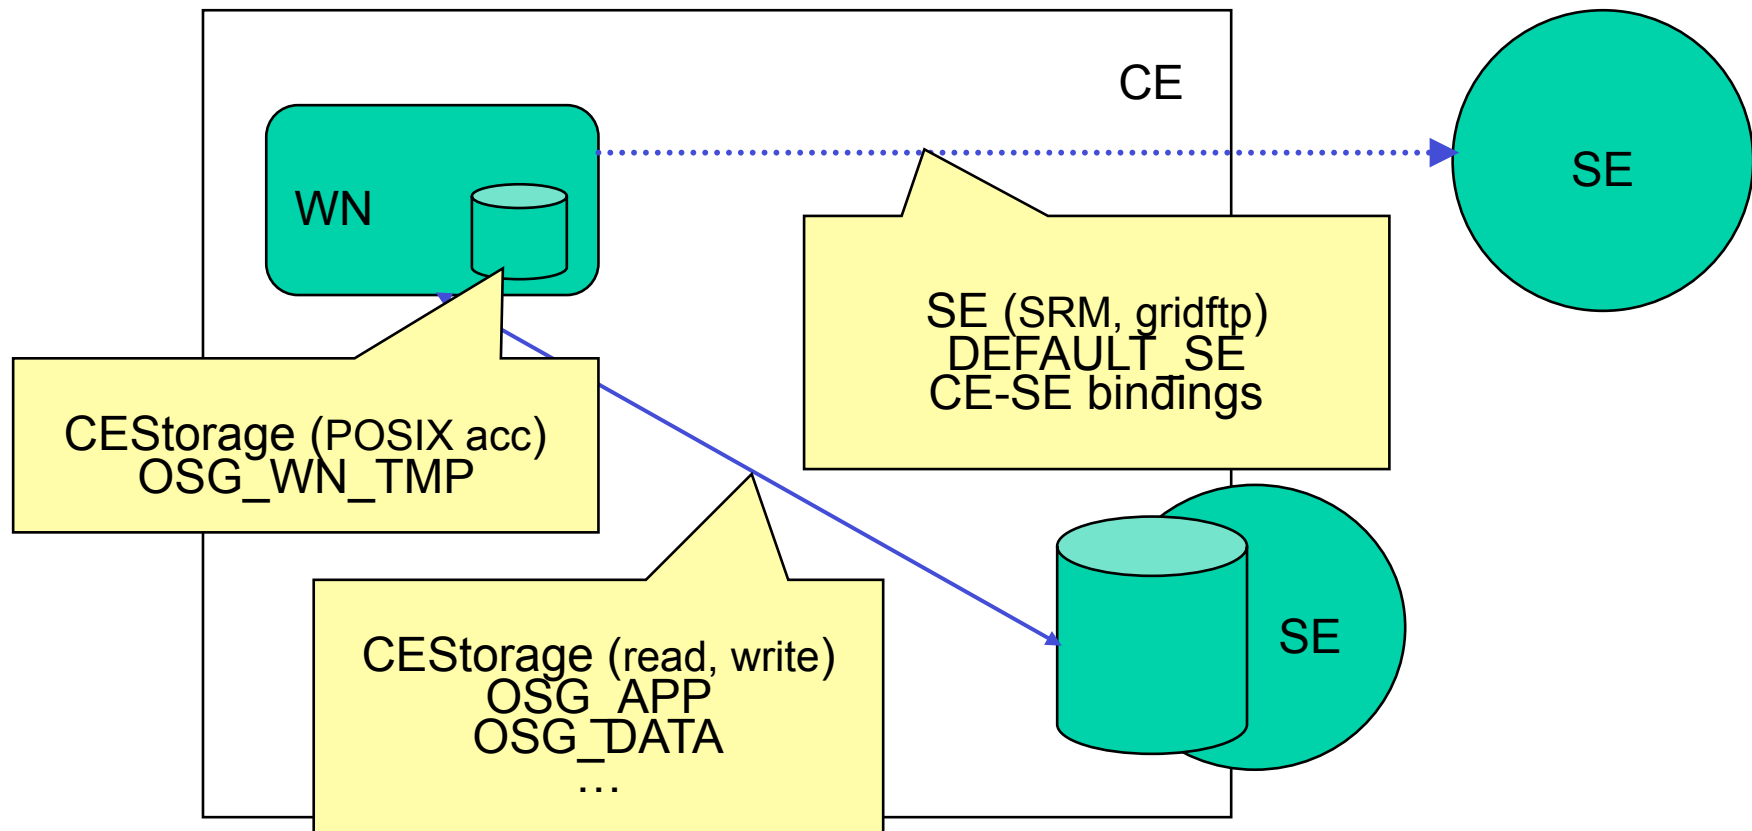 CE
SE
WN
SE (SRM, gridftp)
DEFAULT_SE
CE-SE bindings
CEStorage (POSIX acc)
OSG_WN_TMP
SE
CEStorage (read, write)
OSG_APP
OSG_DATA
…